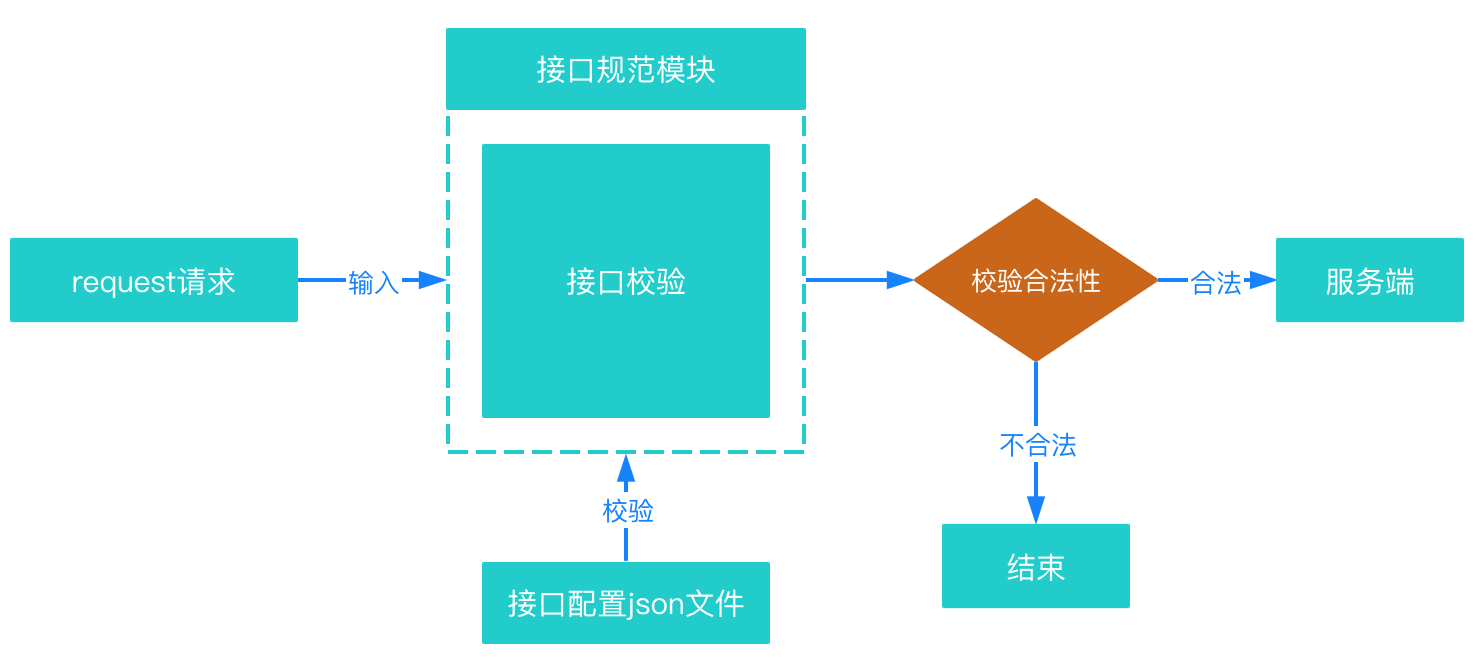 接口规范模块
request请求
输入
接口校验
校验合法性
合法
服务端
不合法
校验
结束
接口配置json文件